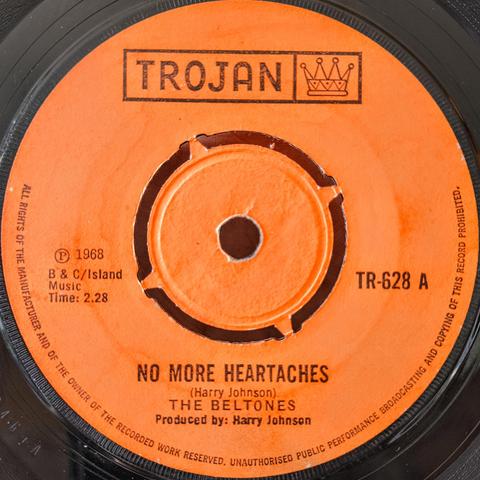 TROJAN
℗ 1968
B & C/Island
Music
Time: 2.28
TR-628 A
NO MORE HEARTACHES
(Harry Johnson)
THE BELTONES
Produced by: Harry Johnson
ALL RIGHTS OF THE MANUFACTURER AND OF THE OWNER OF THE RECORDED WORK RESERVED. UNAUTHORISED PUBLIC PERFORMANCE BROADCASTING AND COPYING OF THIS RECORD PROHIBITED.